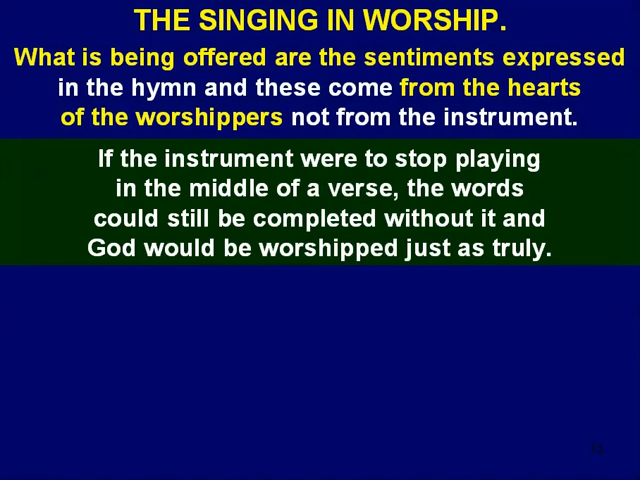 THE SINGING IN WORSHIP.
What is being offered are the sentiments expressed
in the hymn and these come from the hearts
of the worshippers not from the instrument.
If the instrument were to stop playing
in the middle of a verse, the words
could still be completed without it and
God would be worshipped just as truly.